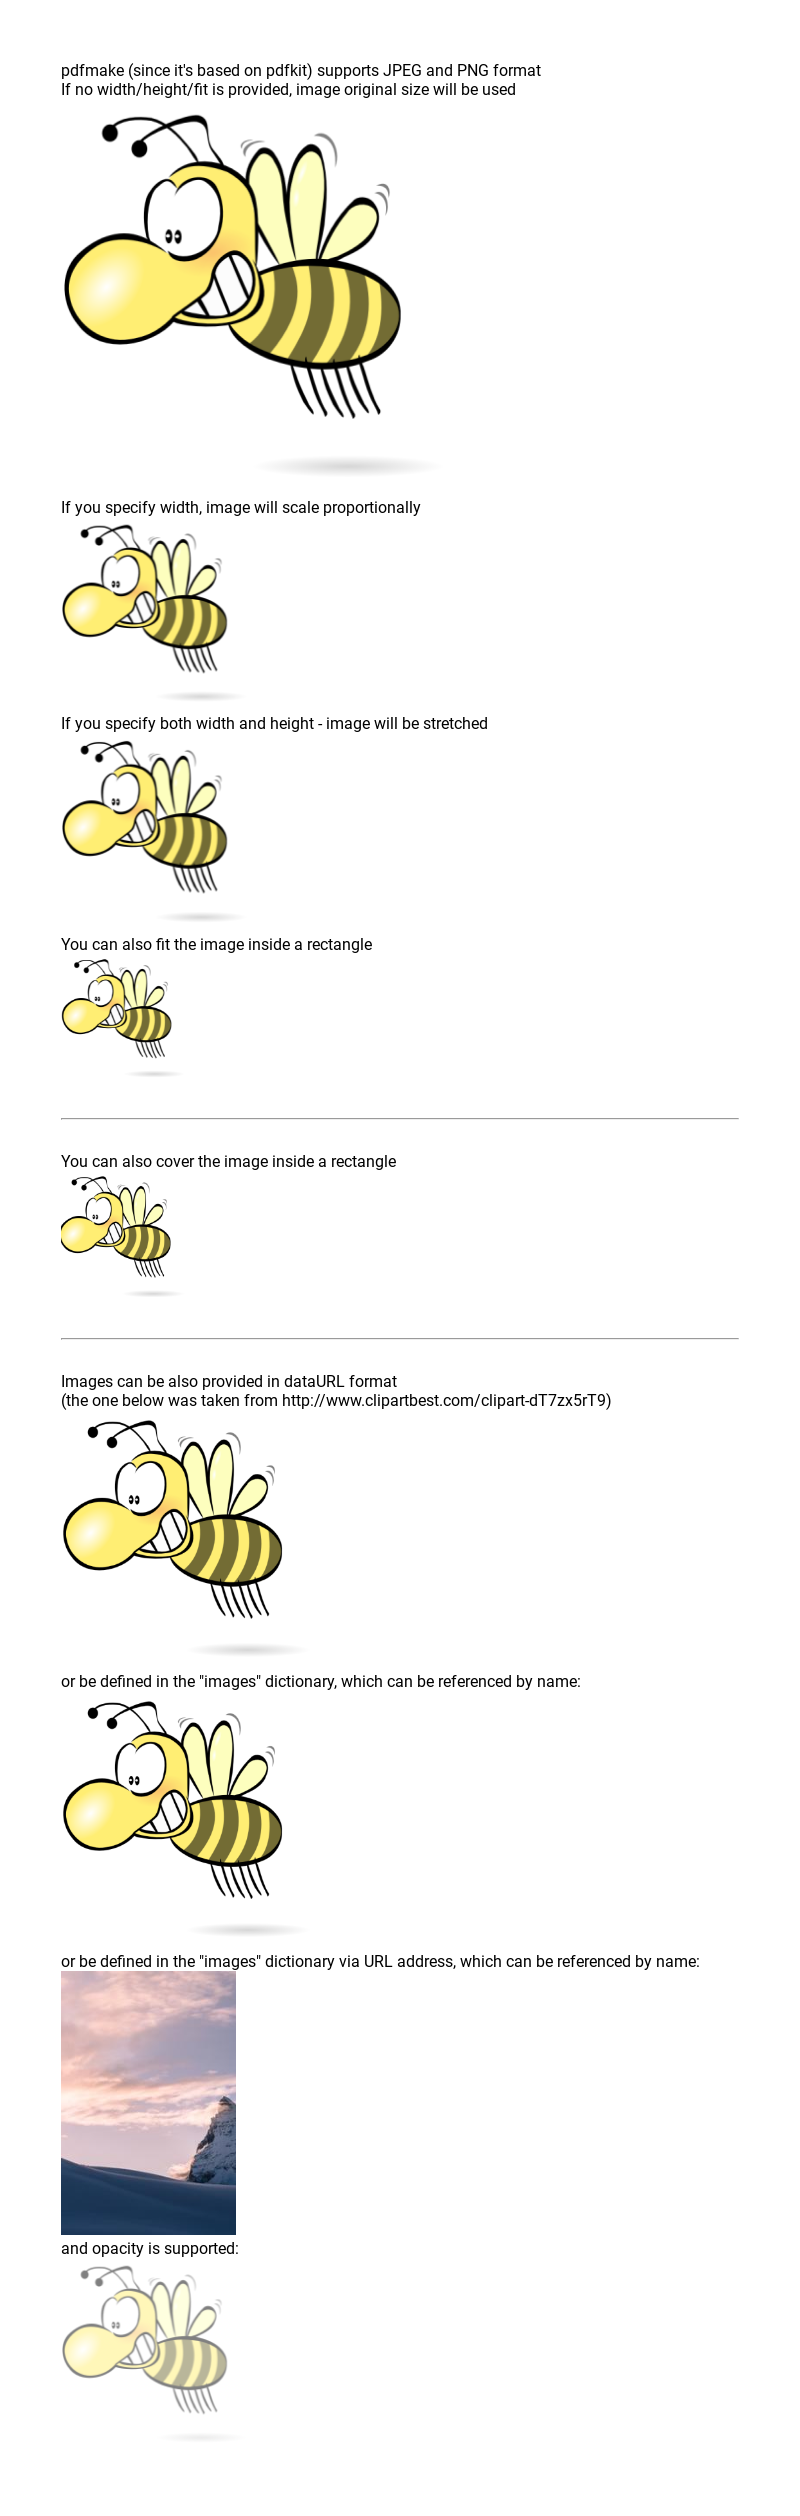 pdfmake (since it's based on pdfkit) supports JPEG and PNG format
If no width/height/fit is provided, image original size will be used
If you specify width, image will scale proportionally
If you specify both width and height - image will be stretched
You can also fit the image inside a rectangle
You can also cover the image inside a rectangle
Images can be also provided in dataURL format
(the one below was taken from http://www.clipartbest.com/clipart-dT7zx5rT9)
or be defined in the "images" dictionary, which can be referenced by name:
or be defined in the "images" dictionary via URL address, which can be referenced by name:
and opacity is supported: